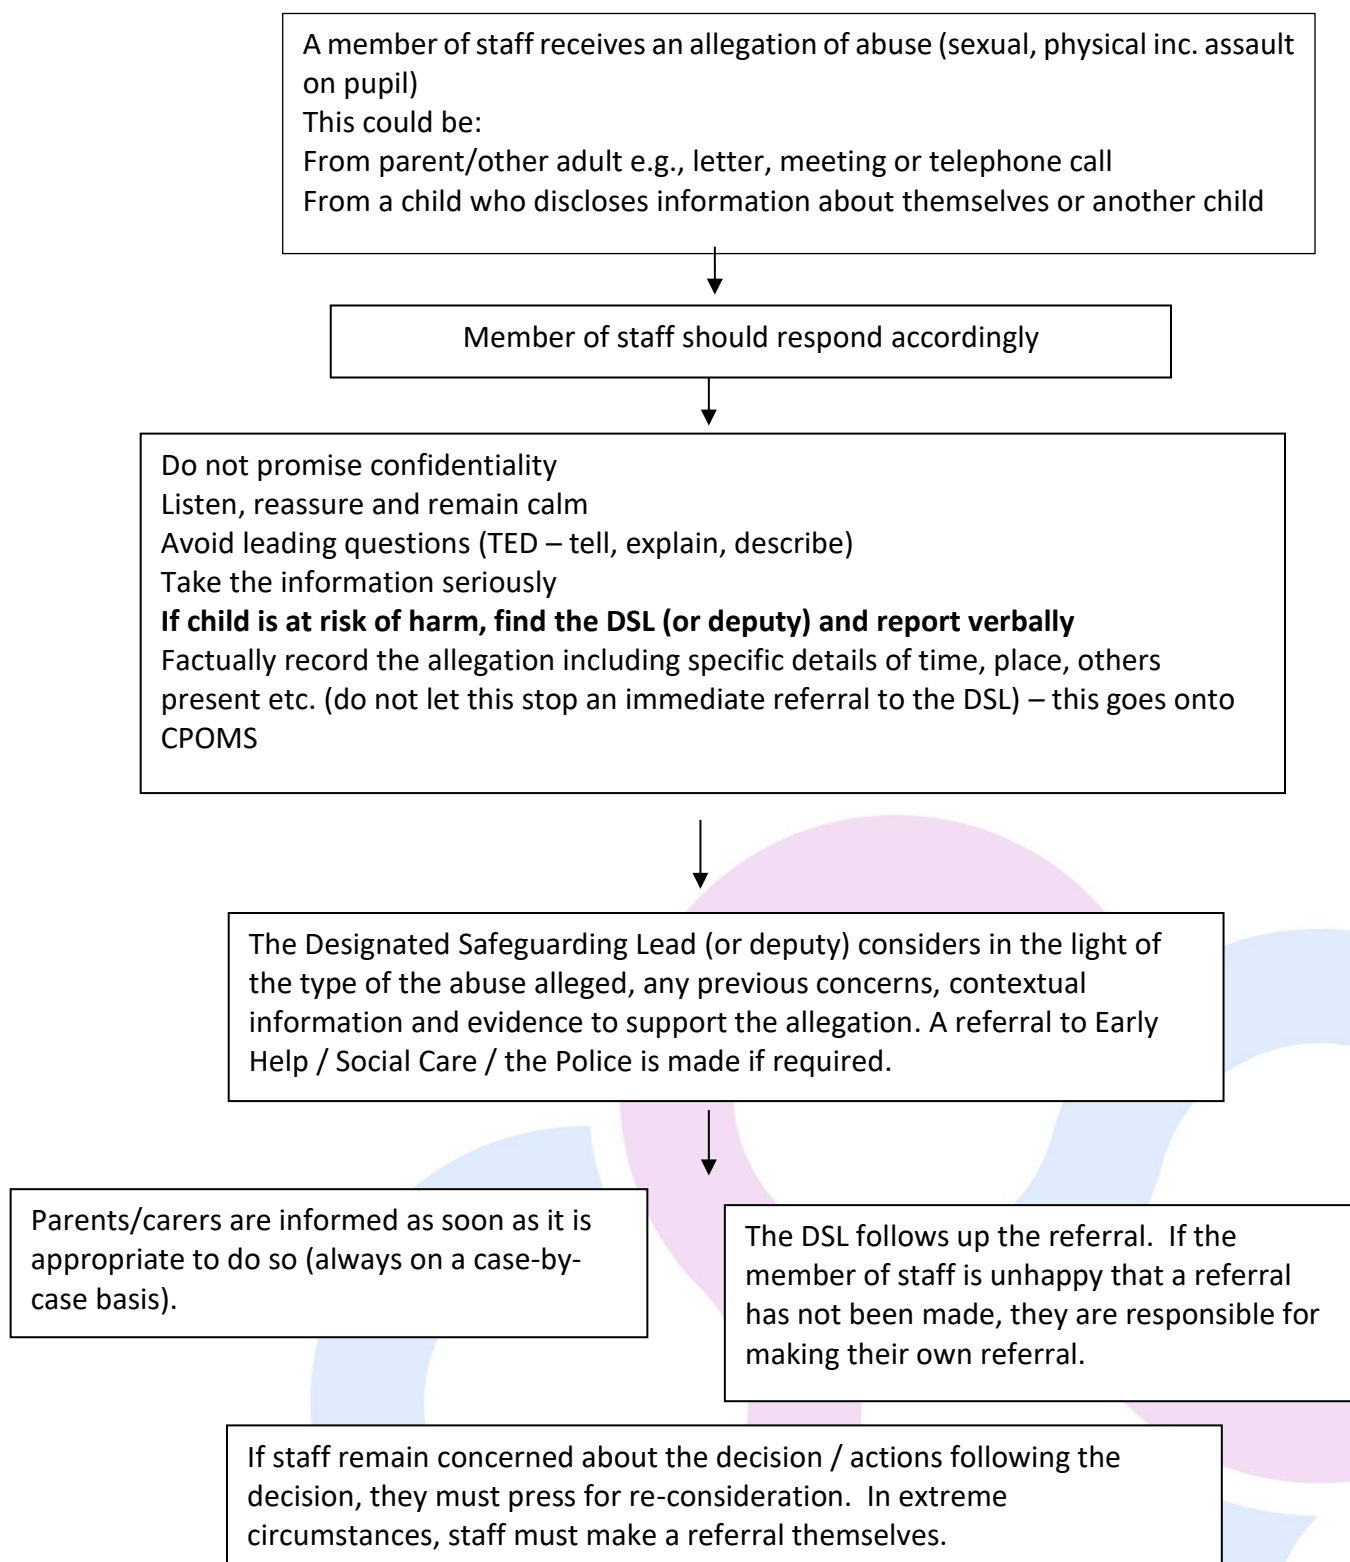 A member of staff receives an allegation of abuse (sexual, physical inc. assault
on pupil)
This could be:
From parent/other adult e.g., letter, meeting or telephone call
From a child who discloses information about themselves or another child
Member of staff should respond accordingly
Do not promise confidentiality
Listen, reassure and remain calm
Avoid leading questions (TED – tell, explain, describe)
Take the information seriously
If child is at risk of harm, find the DSL (or deputy) and report verbally
Factually record the allegation including specific details of time, place, others
present etc. (do not let this stop an immediate referral to the DSL) – this goes onto
CPOMS
The Designated Safeguarding Lead (or deputy) considers in the light of
the type of the abuse alleged, any previous concerns, contextual
information and evidence to support the allegation. A referral to Early
Help / Social Care / the Police is made if required.
Parents/carers are informed as soon as it is
appropriate to do so (always on a case-by-
case basis).
The DSL follows up the referral.  If the
member of staff is unhappy that a referral
has not been made, they are responsible for
making their own referral.
If staff remain concerned about the decision / actions following the
decision, they must press for re-consideration.  In extreme
circumstances, staff must make a referral themselves.